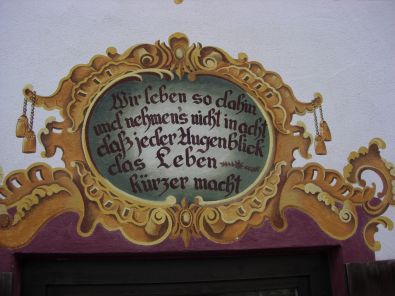 Wir leben so dahin
und nehmen's nicht in acht
daß jeder Augenblick
das Leben
kürzer macht